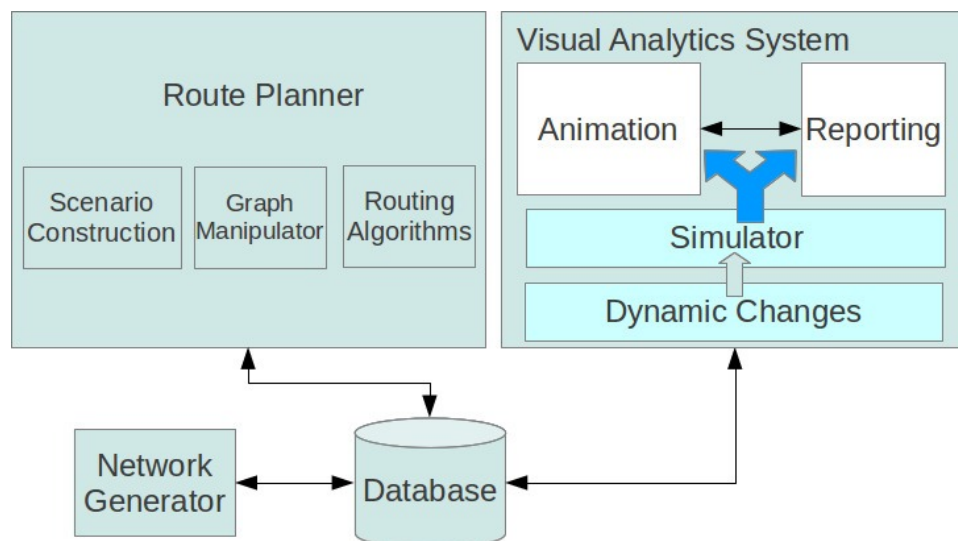 Route Planner
Scenario
Construction
Graph
Manipulator
Routing
Algorithms
Visual Analytics System
Animation
Reporting
Simulator
Dynamic Changes
Network
Generator
Database